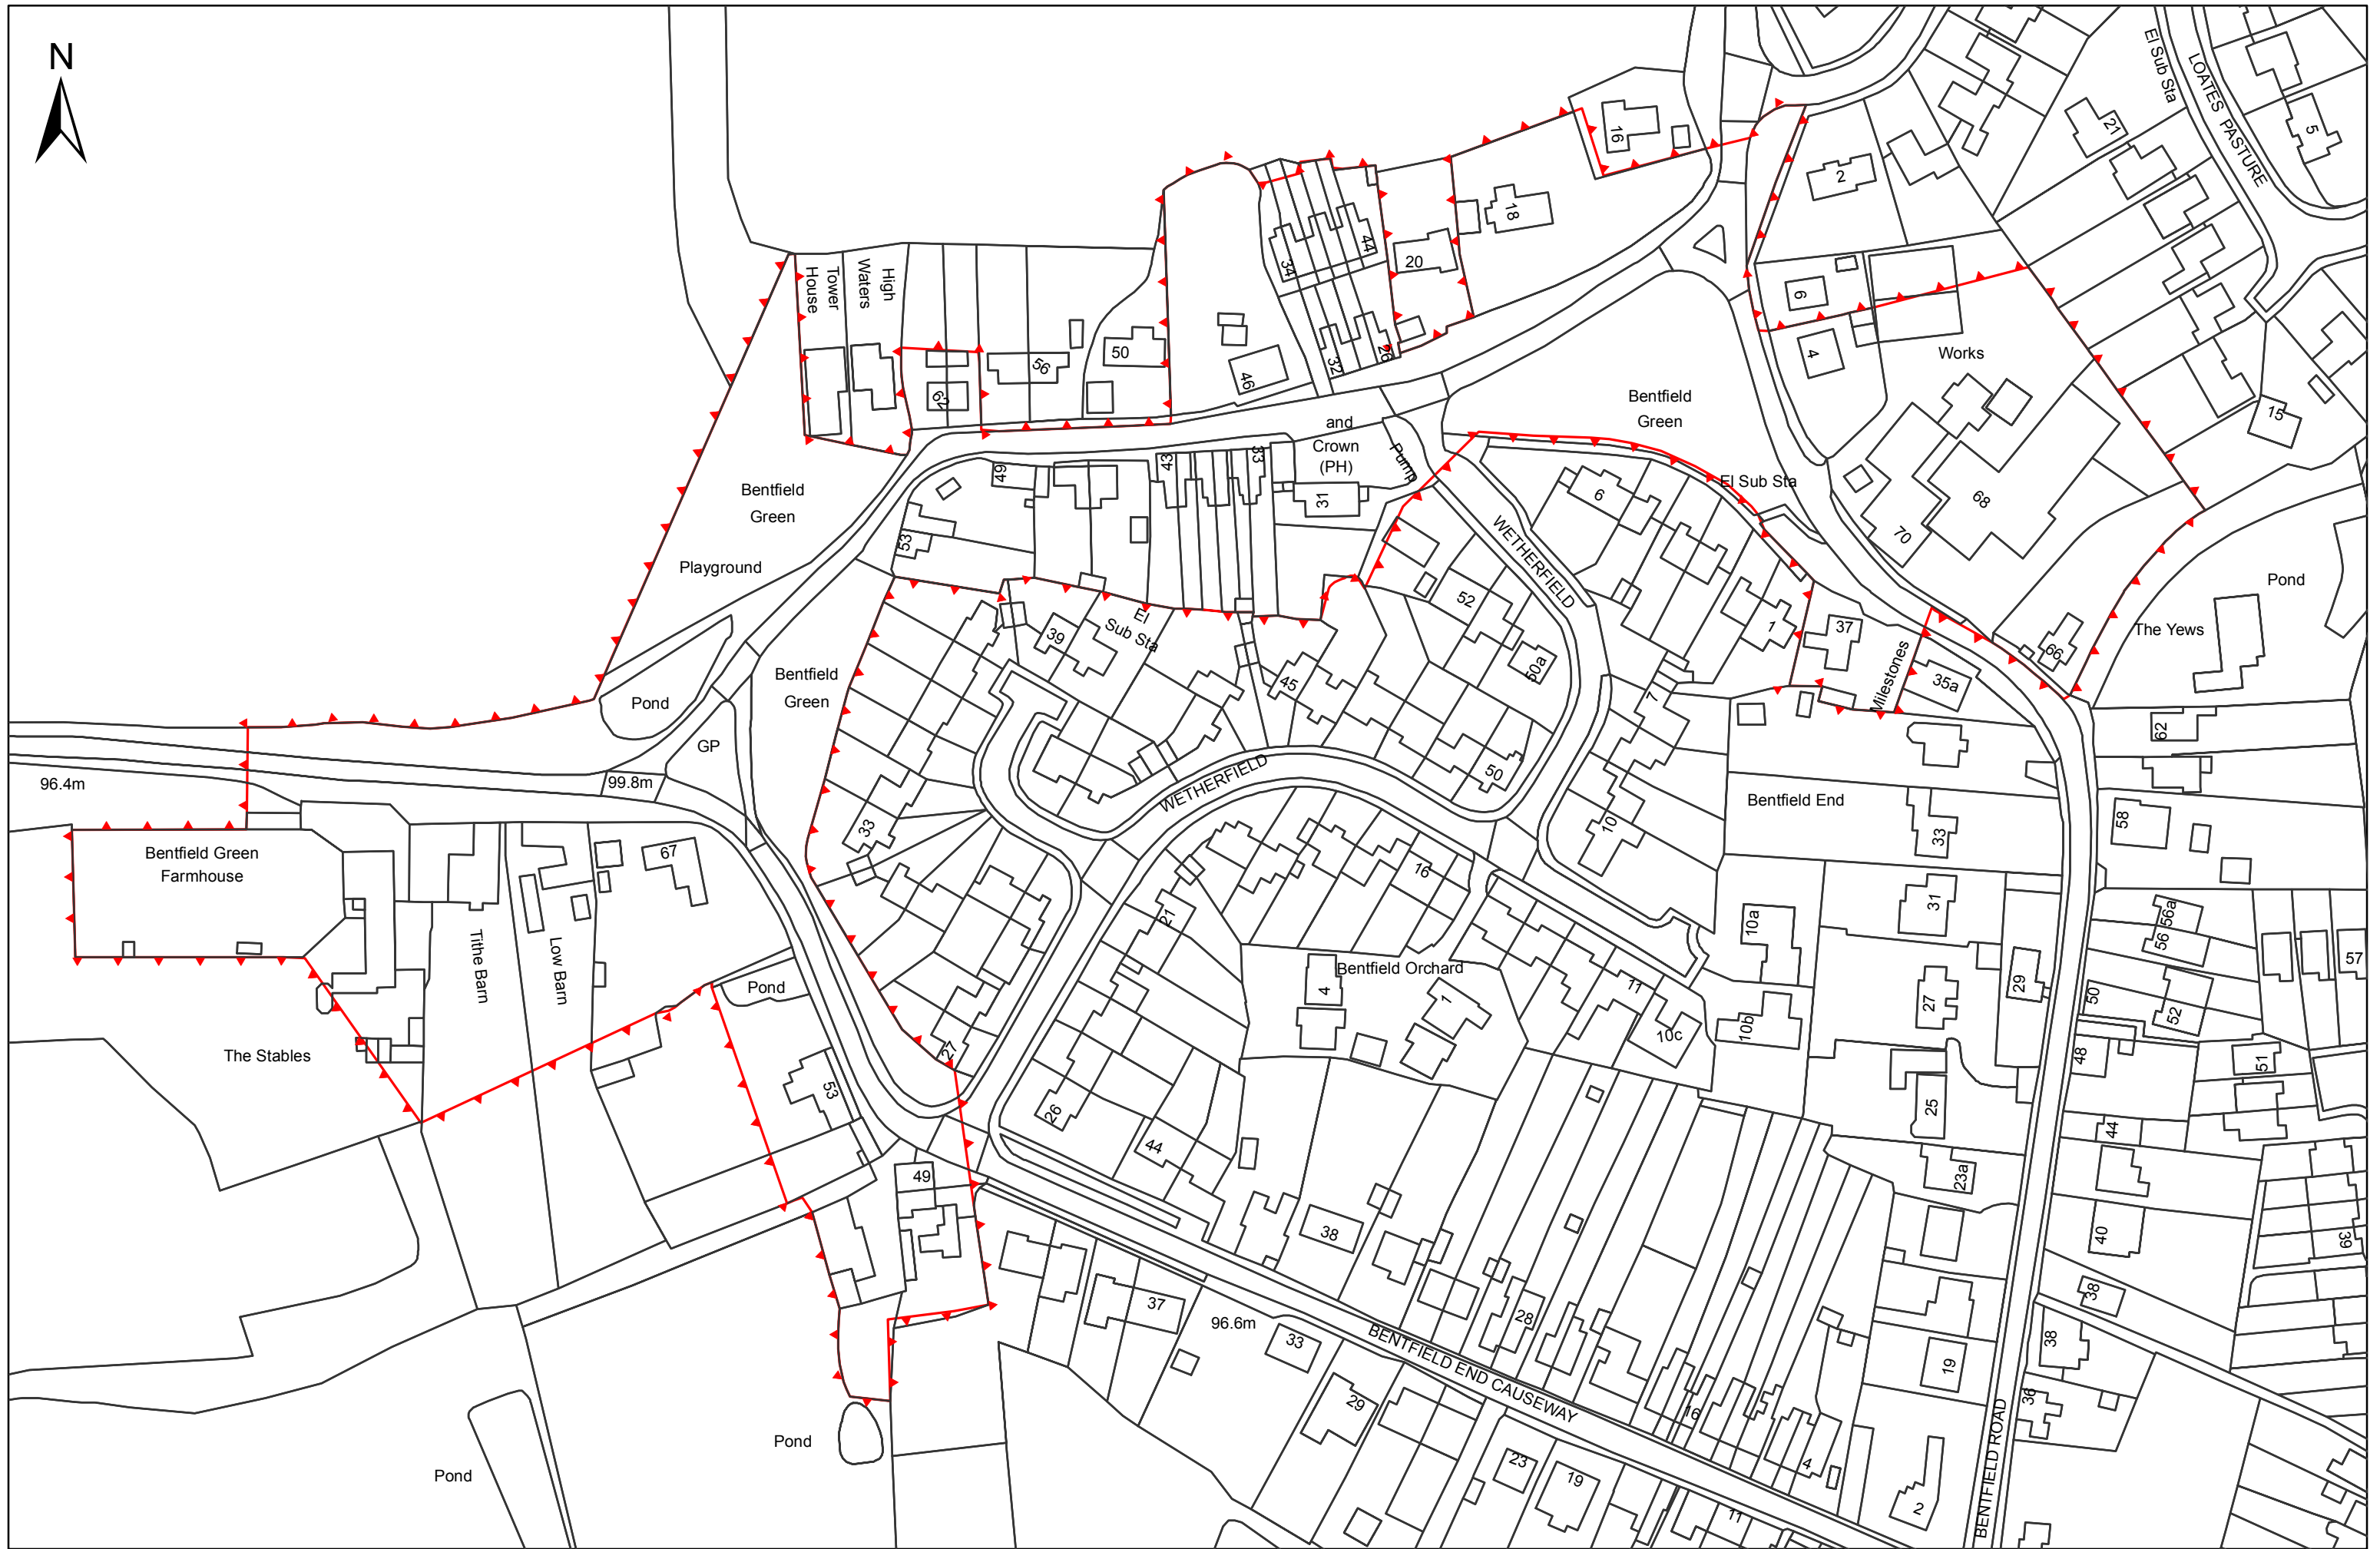 N
El Sub Sta
LOATES PASTURE
5
21
16
2
18
44
34
20
6
4
Works
Tower
House
High
Waters
50
56
62
46
32
26
15
and
Crown
(PH)
Pump
Bentfield
Green
El Sub Sta
43
33
49
31
6
68
70
53
Bentfield
Green
Playground
WETHERFIELD
52
1
37
Milestones
35a
66
The Yews
Pond
El
Sub Sta
39
45
50a
7
62
Bentfield
Green
Pond
GP
99.8m
96.4m
50
WETHERFIELD
Bentfield End
33
58
10
Bentfield Green
Farmhouse
67
33
16
21
10a
31
56a
56
57
Tithe Barn
Low Barn
Pond
Bentfield Orchard
4
1
11
10c
10b
27
29
50
52
48
51
The Stables
53
27
26
44
25
44
23a
49
38
40
39
37
96.6m
33
28
38
38
29
BENTFIELD END CAUSEWAY
19
36
16
4
Pond
Pond
23
19
11
2
BENTFIELD ROAD